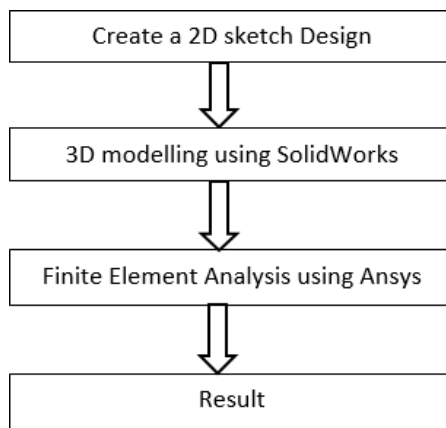 Create a 2D sketch Design
3D modelling using SolidWorks
Finite Element Analysis using Ansys
Result